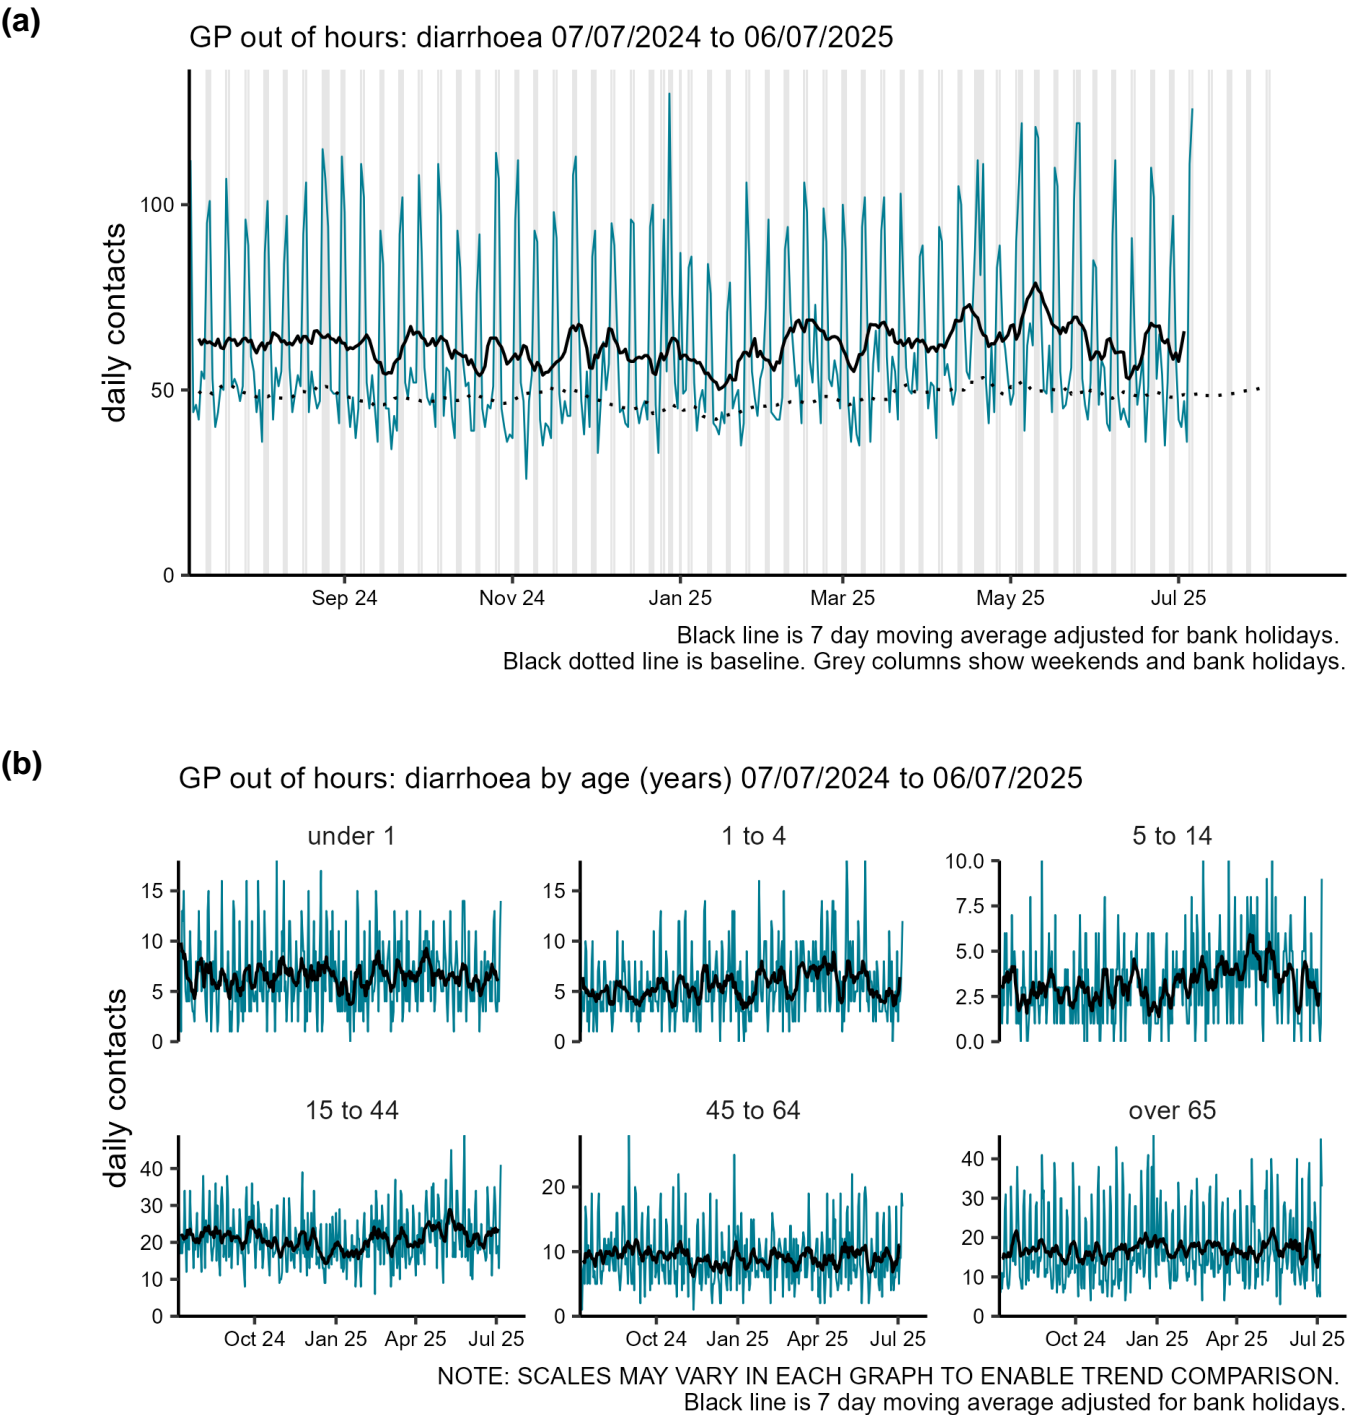 (a)
GP out of hours: diarrhoea 07/07/2024 to 06/07/2025
daily contacts
100
50
0
Sep 24 Nov 24 Jan 25 Mar 25 May 25 Jul 25
Black line is 7 day moving average adjusted for bank holidays.
Black dotted line is baseline. Grey columns show weekends and bank holidays.
(b)
GP out of hours: diarrhoea by age (years) 07/07/2024 to 06/07/2025
daily contacts
under 1
15
10
5
0
1 to 4
15
10
5
0
5 to 14
10.0
7.5
5.0
2.5
0.0
15 to 44
40
30
20
10
0
Oct 24 Jan 25 Apr 25 Jul 25
45 to 64
20
10
0
Oct 24 Jan 25 Apr 25 Jul 25
over 65
40
30
20
10
0
Oct 24 Jan 25 Apr 25 Jul 25
NOTE: SCALES MAY VARY IN EACH GRAPH TO ENABLE TREND COMPARISON.
Black line is 7 day moving average adjusted for bank holidays.